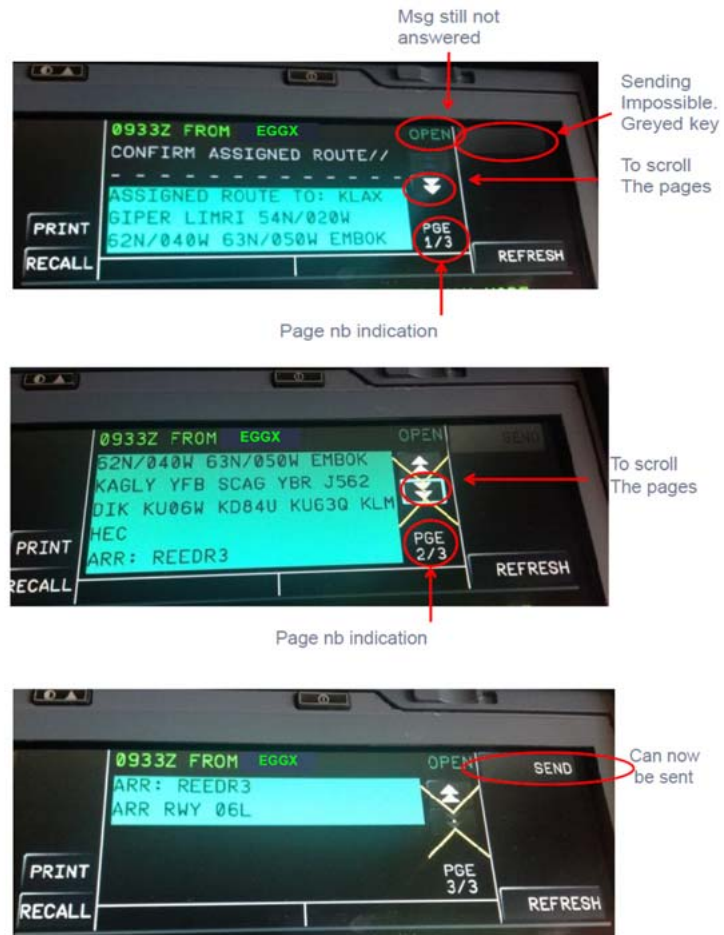 Msg still not
answered
Sending
Impossible.
Greyed key
0933Z FROM EGGX OPEN
CONFIRM ASSIGNED ROUTE//
- - - - - - - - - - - - -
To scroll
The pages
ASSIGNED ROUTE TO: KLAX
GIPER LIMRI 54N/020W
62N/040W 63N/050W EMBOK
PGE
1/3
PRINT
RECALL
REFRESH
Page nb indication
0933Z FROM EGGX OPEN SEND
62N/040W 63N/050W EMBOK
KAGLY YFB SCAG YBR J562
DIK KU06W KD84U KU63Q KLM
HEC
ARR: REEDR3
To scroll
The pages
PGE
2/3
PRINT
RECALL
REFRESH
Page nb indication
0933Z FROM EGGX OPEN SEND
ARR: REEDR3
ARR RWY 06L
Can now
be sent
PGE
3/3
PRINT
RECALL
REFRESH